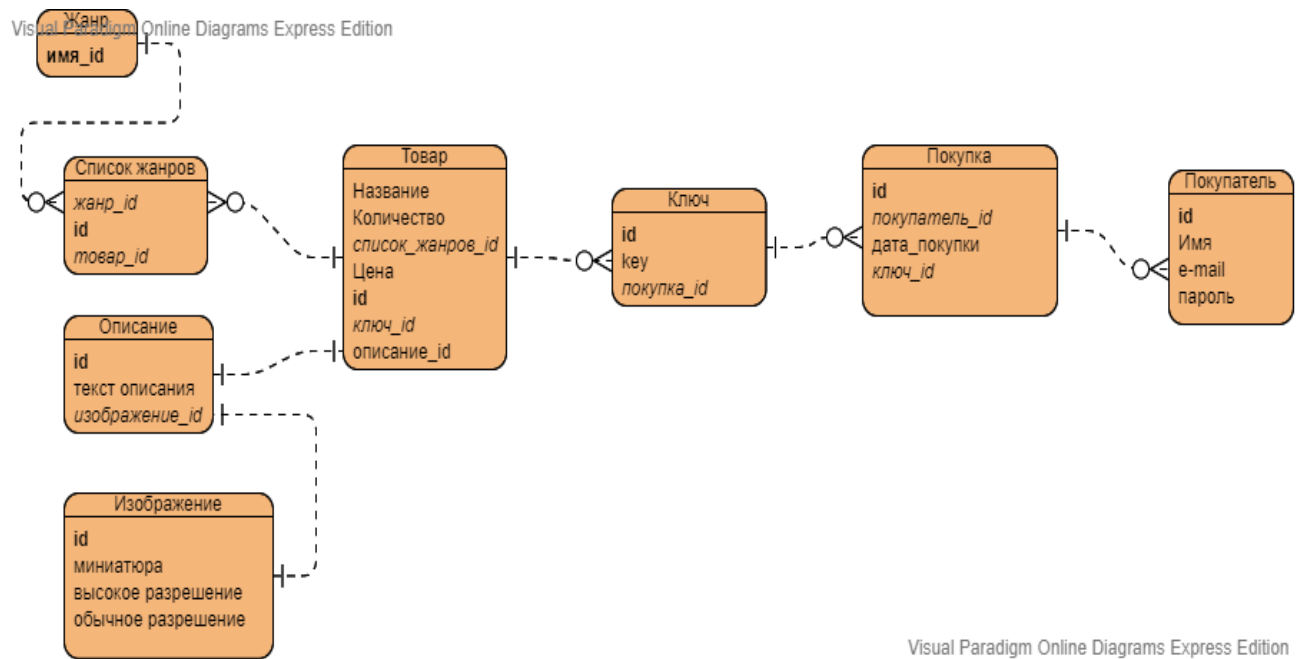 Жанр
Visual Paradigm Online Diagrams Express Edition
имя_id
Список жанров
жанр_id
id
товар_id
Товар
Название
Количество
список_жанров_id
Цена
id
ключ_id
описание_id
Ключ
id
key
покупка_id
Покупка
id
покупатель_id
дата_покупки
ключ_id
Покупатель
id
Имя
e-mail
пароль
Описание
id
текст описания
изображение_id
Изображение
id
миниатюра
высокое разрешение
обычное разрешение
Visual Paradigm Online Diagrams Express Edition